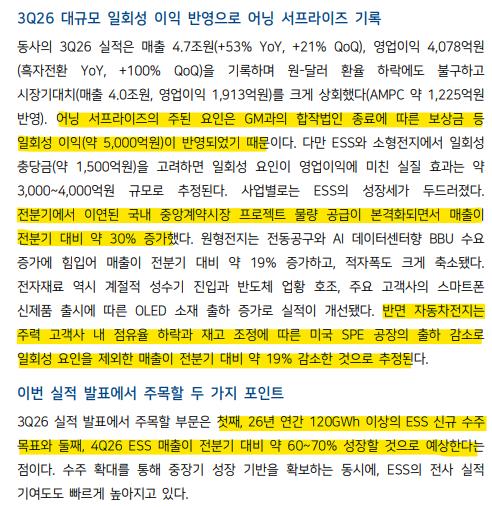 3Q26 대규모 일회성 이익 반영으로 어닝 서프라이즈 기록
동사의 3Q26 실적은 매출 4.7조원(+53% YoY, +21% QoQ), 영업이익 4,078억원
(흑자전환 YoY, +100% QoQ)을 기록하며 원-달러 환율 하락에도 불구하고
시장기대치(매출 4.0조원, 영업이익 1,913억원)를 크게 상회했다(AMPC 약 1,225억원
반영). 어닝 서프라이즈의 주된 요인은 GM과의 합작법인 종료에 따른 보상금 등
일회성 이익(약 5,000억원)이 반영되었기 때문이다. 다만 ESS와 소형전지에서 일회성
충당금(약 1,500억원)을 고려하면 일회성 요인이 영업이익에 미친 실질 효과는 약
3,000~4,000억원 규모로 추정된다. 사업별로는 ESS의 성장세가 두드러졌다.
전분기에서 이연된 국내 중앙계약시장 프로젝트 물량 공급이 본격화되면서 매출이
전분기 대비 약 30% 증가했다. 원형전지는 전동공구와 AI 데이터센터향 BBU 수요
증가에 힘입어 매출이 전분기 대비 약 19% 증가하고, 적자폭도 크게 축소됐다.
전자재료 역시 계절적 성수기 진입과 반도체 업황 호조, 주요 고객사의 스마트폰
신제품 출시에 따른 OLED 소재 출하 증가로 실적이 개선됐다. 반면 자동차전지는
주력 고객사 내 점유율 하락과 재고 조정에 따른 미국 SPE 공장의 출하 감소로
일회성 요인을 제외한 매출이 전분기 대비 약 19% 감소한 것으로 추정된다.
이번 실적 발표에서 주목할 두 가지 포인트
3Q26 실적 발표에서 주목할 부문은 첫째, 26년 연간 120GWh 이상의 ESS 신규 수주
목표와 둘째, 4Q26 ESS 매출이 전분기 대비 약 60~70% 성장할 것으로 예상한다는
점이다. 수주 확대를 통해 중장기 성장 기반을 확보하는 동시에, ESS의 전사 실적
기여도도 빠르게 높아지고 있다.